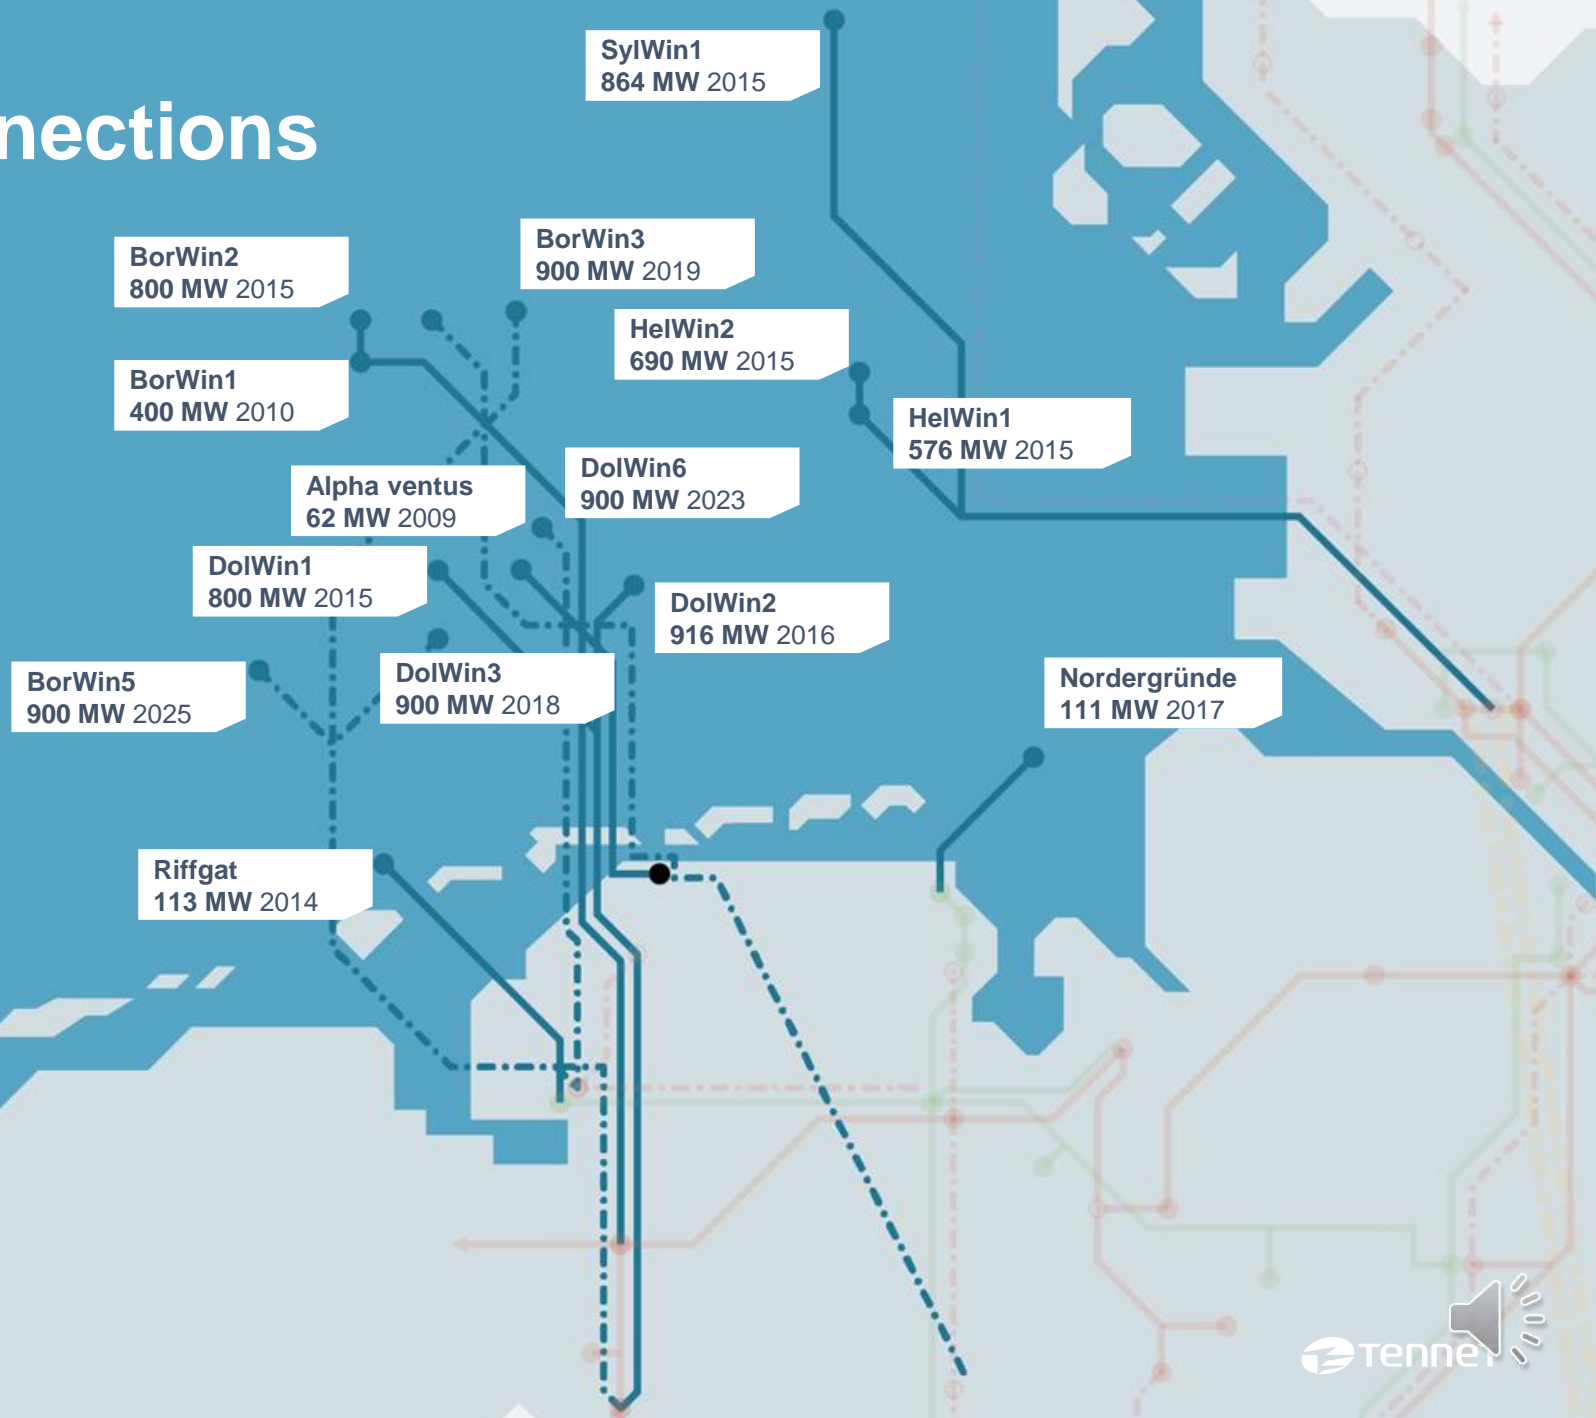 nections
SylWin1
864 MW 2015
BorWin3
900 MW 2019
BorWin2
800 MW 2015
HelWin2
690 MW 2015
BorWin1
400 MW 2010
HelWin1
576 MW 2015
DolWin6
900 MW 2023
Alpha ventus
62 MW 2009
DolWin1
800 MW 2015
DolWin2
916 MW 2016
DolWin3
900 MW 2018
BorWin5
900 MW 2025
Nordergründe
111 MW 2017
Riffgat
113 MW 2014
Tennet